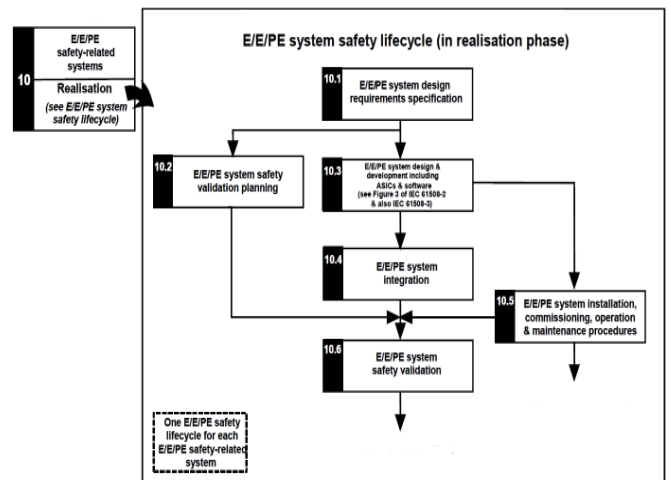 E/E/PE
safety-related
systems
10
Realisation
(see E/E/PE system
safety lifecycle)
E/E/PE system safety lifecycle (in realisation phase)
10.1
E/E/PE system design
requirements specification
10.2
E/E/PE system safety
validation planning
10.3
E/E/PE system design &
development including
ASICs & software
(see Figure 3 of IEC 61508-2
& also IEC 61508-3)
10.4
E/E/PE system
integration
10.5
E/E/PE system installation,
commissioning, operation
& maintenance procedures
10.6
E/E/PE system
safety validation
One E/E/PE safety
lifecycle for each
E/E/PE safety-related
system